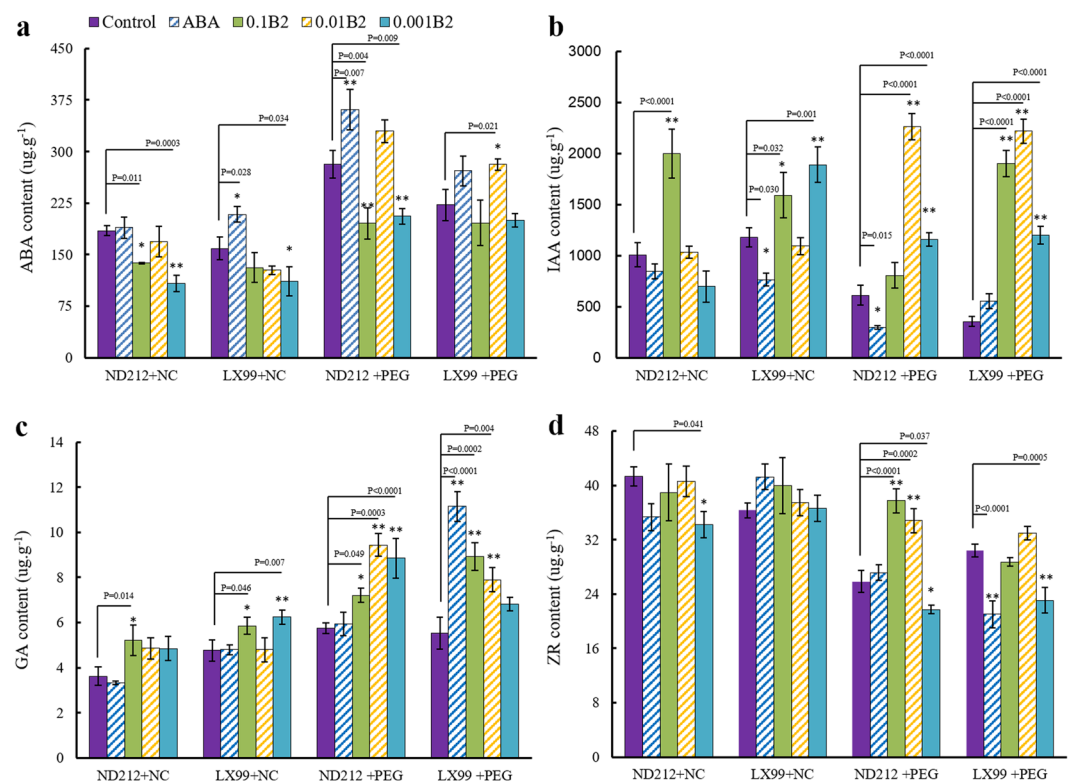 a
Control ABA 0.1B2 0.01B2 0.001B2
ABA content (ug.g-1)
450
375
300
225
150
75
0
P=0.0003
P=0.011
*
**
P=0.034
P=0.028
*
*
P=0.009
P=0.004
P=0.007
**
**
**
P=0.021
*
ND212+NC LX99+NC ND212 +PEG LX99 +PEG
b
IAA content (ug.g-1)
3000
2500
2000
1500
1000
500
0
P<0.0001
**
P=0.001
P=0.032
P=0.030
*
*
**
P<0.0001
P<0.0001
P=0.015
*
**
**
P<0.0001
P<0.0001
P<0.0001
**
**
**
ND212+NC LX99+NC ND212 +PEG LX99 +PEG
c
GA content (ug.g-1)
14
12
10
8
6
4
2
0
P=0.014
*
P=0.007
P=0.046
*
**
P<0.0001
P=0.0003
P=0.049
*
**
**
P=0.004
P=0.0002
P<0.0001
**
**
**
ND212+NC LX99+NC ND212 +PEG LX99 +PEG
d
ZR content (ug.g-1)
48
40
32
24
16
8
0
P=0.041
*
P=0.037
P=0.0002
P<0.0001
**
**
*
P=0.0005
P<0.0001
**
**
ND212+NC LX99+NC ND212 +PEG LX99 +PEG